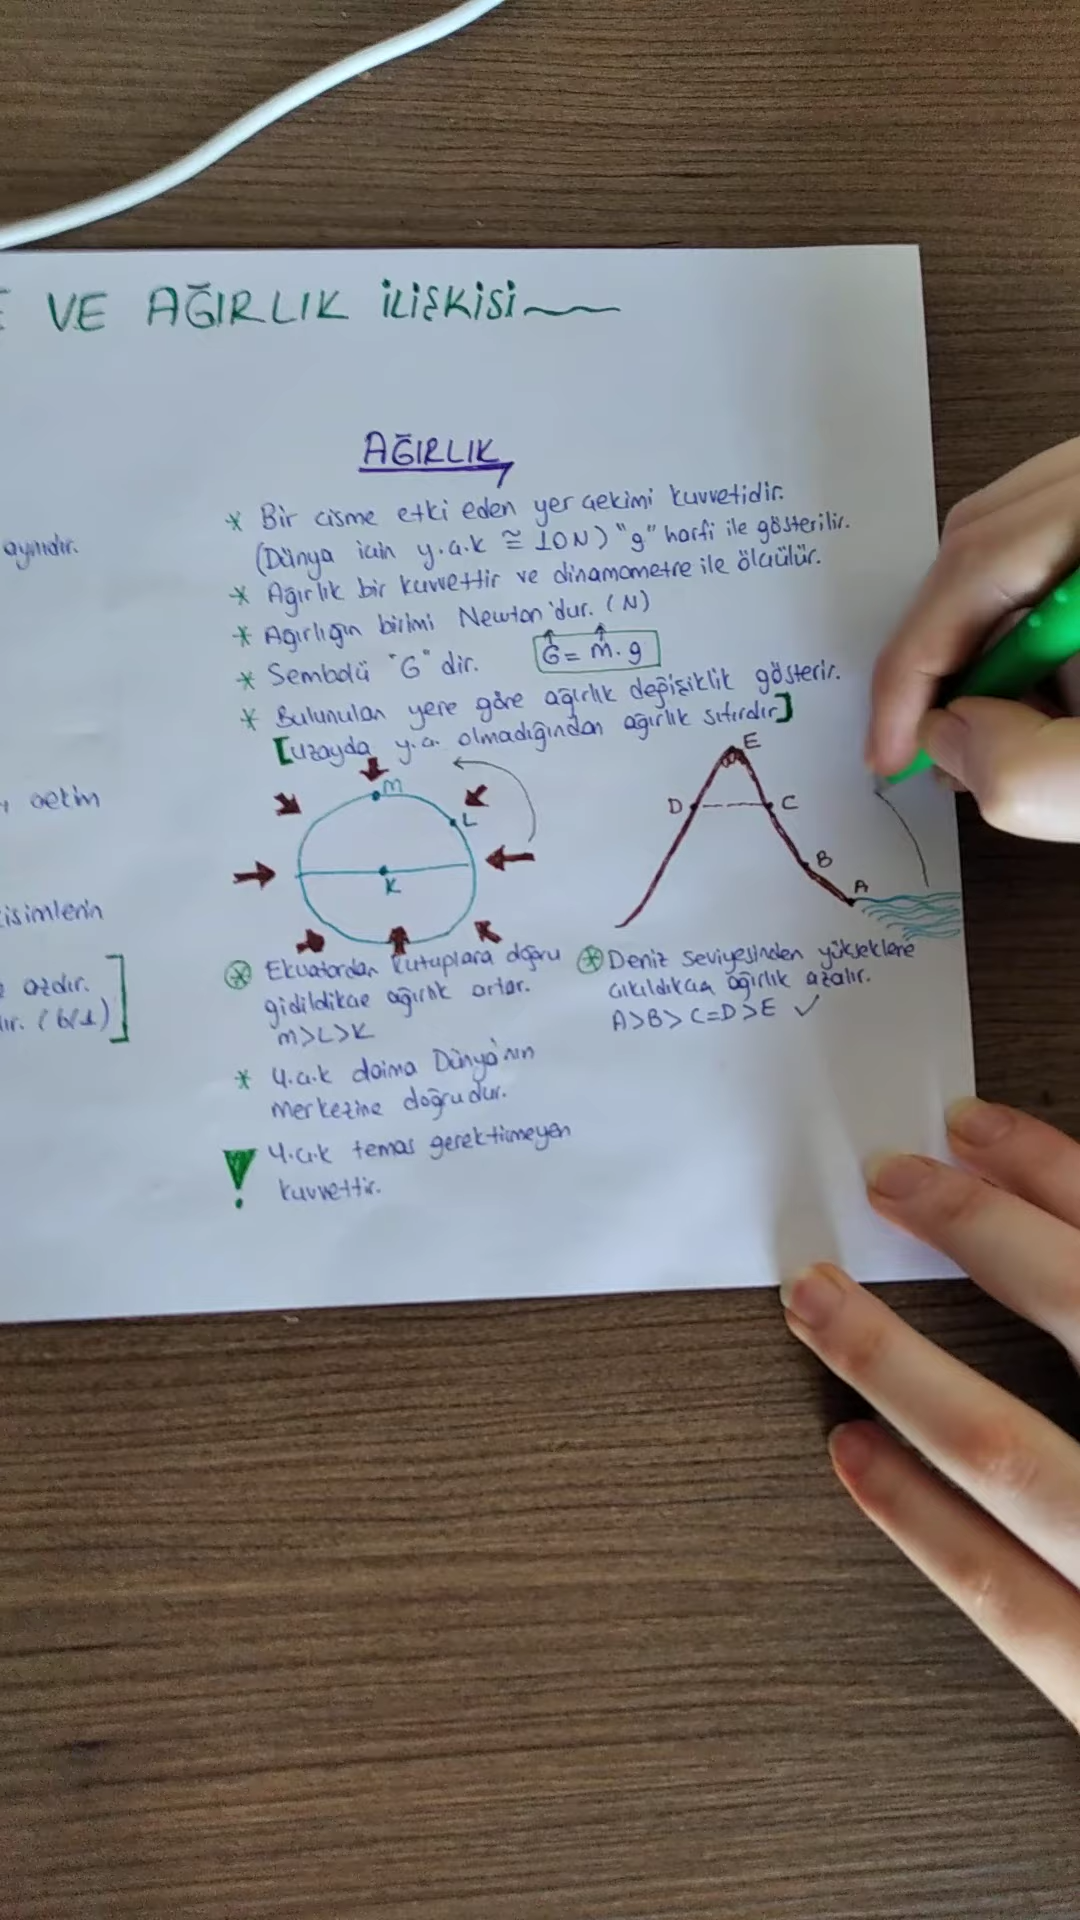 VE AĞIRLIK İLİŞKİSİ
aynıdır.
çekim
cisimlerin
azdır.
(6/1)
AĞIRLIK
* Bir cisme etki eden yer çekimi kuvvetidir.
(Dünya için y.ç.k ≅ 10N) "g" harfi ile gösterilir.
* Ağırlık bir kuvvettir ve dinamometre ile ölçülür.
* Ağırlığın birimi Newton'dur. (N)
* Sembolü "G" dir.
G = m.g
* Bulunulan yere göre ağırlık değişiklik gösterir.
[uzayda y.ç. olmadığından ağırlık sıfırdır]
M
L
K
E
D
C
B
A
* Ekvatordan kutuplara doğru
gidildikçe ağırlık artar.
m>L>K
* Y.ç.k daima Dünya'nın
merkezine doğrudur.
! Y.ç.k temas gerektirmeyen
kuvvettir.
* Deniz seviyesinden yükseklere
çıkıldıkça ağırlık azalır.
A>B>C=D>E ✓